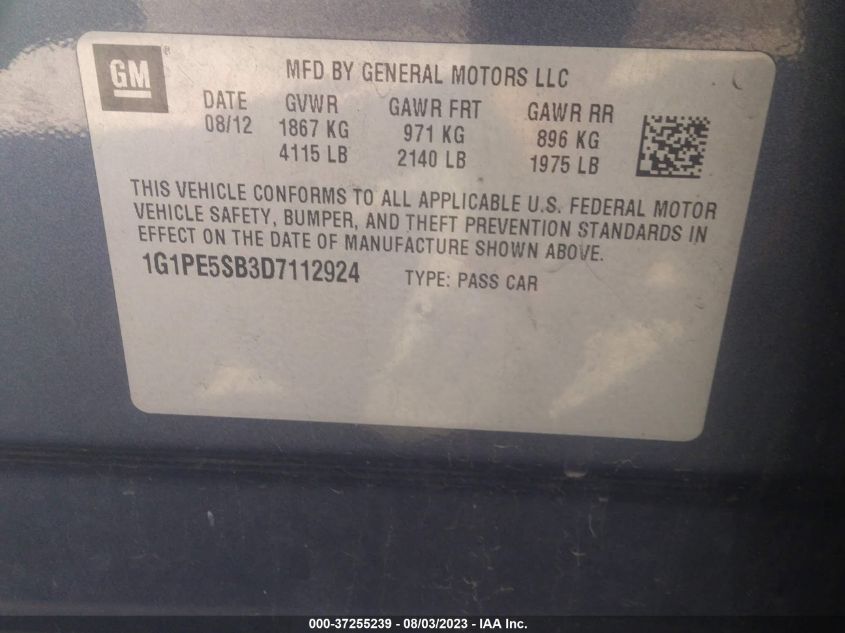 GM ®
MFD BY GENERAL MOTORS LLC
DATE GVWR GAWR FRT GAWR RR
08/12 1867 KG 971 KG 896 KG
4115 LB 2140 LB 1975 LB
THIS VEHICLE CONFORMS TO ALL APPLICABLE U.S. FEDERAL MOTOR
VEHICLE SAFETY, BUMPER, AND THEFT PREVENTION STANDARDS IN
EFFECT ON THE DATE OF MANUFACTURE SHOWN ABOVE.
1G1PE5SB3D7112924 TYPE: PASS CAR
000-37255239 - 08/03/2023 - IAA Inc.